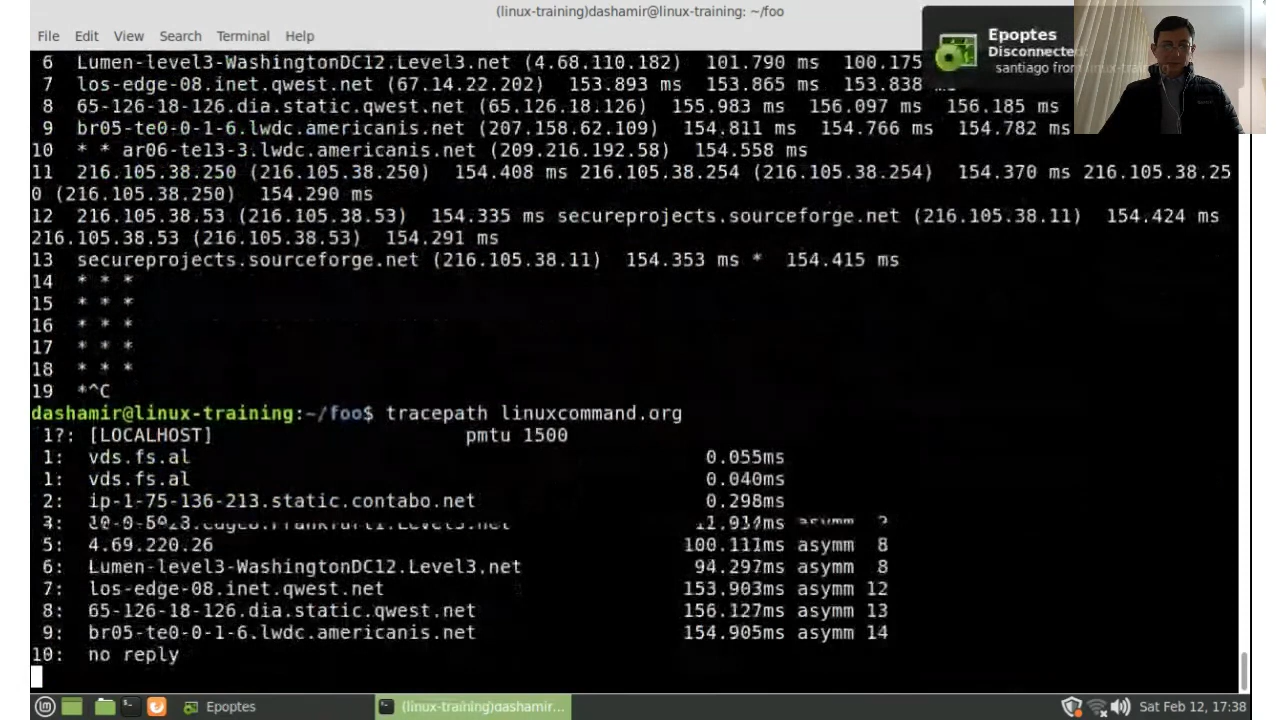 (linux-training)dashamir@linux-training: ~/foo
File Edit View Search Terminal Help
Epoptes
Disconnected
santiago from linux-training
6 Lumen-level3-WashingtonDC12.Level3.net (4.68.110.182) 101.790 ms 100.175
7 los-edge-08.inet.qwest.net (67.14.22.202) 153.893 ms 153.865 ms 153.838
8 65-126-18-126.dia.static.qwest.net (65.126.18.126) 155.983 ms 156.097 ms 156.185 ms
9 br05-te0-0-1-6.lwdc.americanis.net (207.158.62.109) 154.811 ms 154.766 ms 154.782 ms
10 * * ar06-te13-3.lwdc.americanis.net (209.216.192.58) 154.558 ms
11 216.105.38.250 (216.105.38.250) 154.408 ms 216.105.38.254 (216.105.38.254) 154.370 ms 216.105.38.25
0 (216.105.38.250) 154.290 ms
12 216.105.38.53 (216.105.38.53) 154.335 ms secureprojects.sourceforge.net (216.105.38.11) 154.424 ms
216.105.38.53 (216.105.38.53) 154.291 ms
13 secureprojects.sourceforge.net (216.105.38.11) 154.353 ms * 154.415 ms
14 * * *
15 * * *
16 * * *
17 * * *
18 * * *
19 *^C
dashamir@linux-training:~/foo$ tracepath linuxcommand.org
1?: [LOCALHOST] pmtu 1500
1: vds.fs.al 0.055ms
1: vds.fs.al 0.040ms
2: ip-1-75-136-213.static.contabo.net 0.298ms
3: asymm
5: 4.69.220.26 100.111ms asymm 8
6: Lumen-level3-WashingtonDC12.Level3.net 94.297ms asymm 8
7: los-edge-08.inet.qwest.net 153.903ms asymm 12
8: 65-126-18-126.dia.static.qwest.net 156.127ms asymm 13
9: br05-te0-0-1-6.lwdc.americanis.net 154.905ms asymm 14
10: no reply
Epoptes (linux-training)dashamir... Sat Feb 12, 17:38